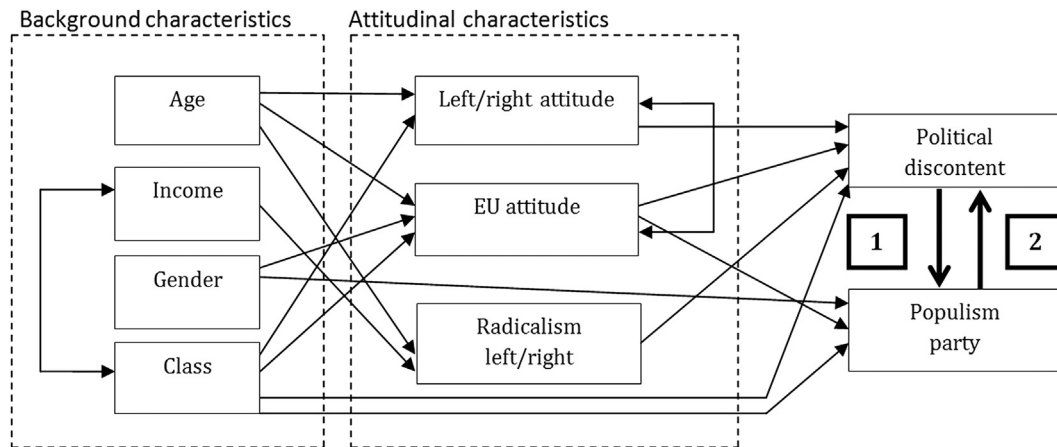 Background characteristics
Attitudinal characteristics
Age
Income
Gender
Class
Left/right attitude
EU attitude
Radicalism
left/right
Political
discontent
1
2
Populism
party